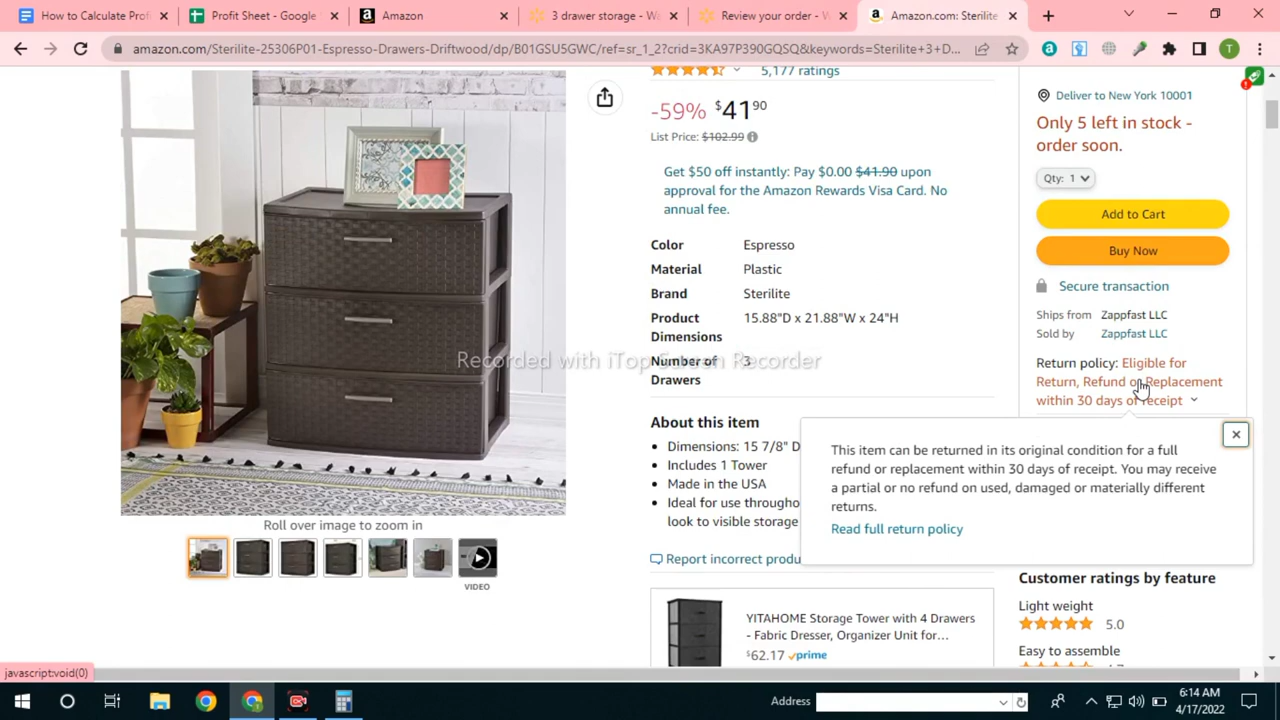 How to Calculate Profi
Profit Sheet - Google
Amazon
3 drawer storage - Wa
Review your order - W
Amazon.com: Sterilite
amazon.com/Sterilite-25306P01-Espresso-Drawers-Driftwood/dp/B01GSU5GWC/ref=sr_1_2?crid=3KA97P390GQSQ&keywords=Sterilite+3+D...
T
5,177 ratings
-59% $41 90
List Price: $102.99
Get $50 off instantly: Pay $0.00 $41.90 upon
approval for the Amazon Rewards Visa Card. No
annual fee.
Color Espresso
Material Plastic
Brand Sterilite
Product 15.88"D x 21.88"W x 24"H
Dimensions
Number of 3
Drawers
About this item
Dimensions: 15 7/8" D
Includes 1 Tower
Made in the USA
Ideal for use througho
look to visible storage
Report incorrect produ
YITAHOME Storage Tower with 4 Drawers
- Fabric Dresser, Organizer Unit for...
$62.17 prime
Roll over image to zoom in
VIDEO
Recorded with iTop Screen Recorder
Deliver to New York 10001
Only 5 left in stock -
order soon.
Qty: 1
Add to Cart
Buy Now
Secure transaction
Ships from Zappfast LLC
Sold by Zappfast LLC
Return policy: Eligible for
Return, Refund or Replacement
within 30 days of receipt
This item can be returned in its original condition for a full
refund or replacement within 30 days of receipt. You may receive
a partial or no refund on used, damaged or materially different
returns.
Read full return policy
Customer ratings by feature
Light weight
5.0
Easy to assemble
javascript:void(0)
Address
6:14 AM
4/17/2022